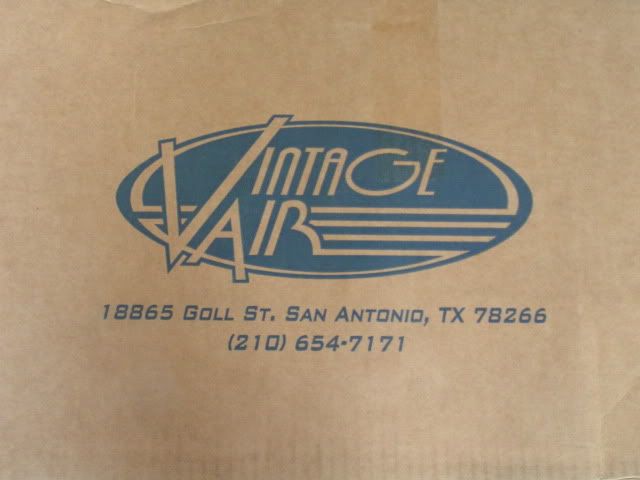 VINTAGE
AIR
18865 GOLL ST. SAN ANTONIO, TX 78266
(210) 654-7171